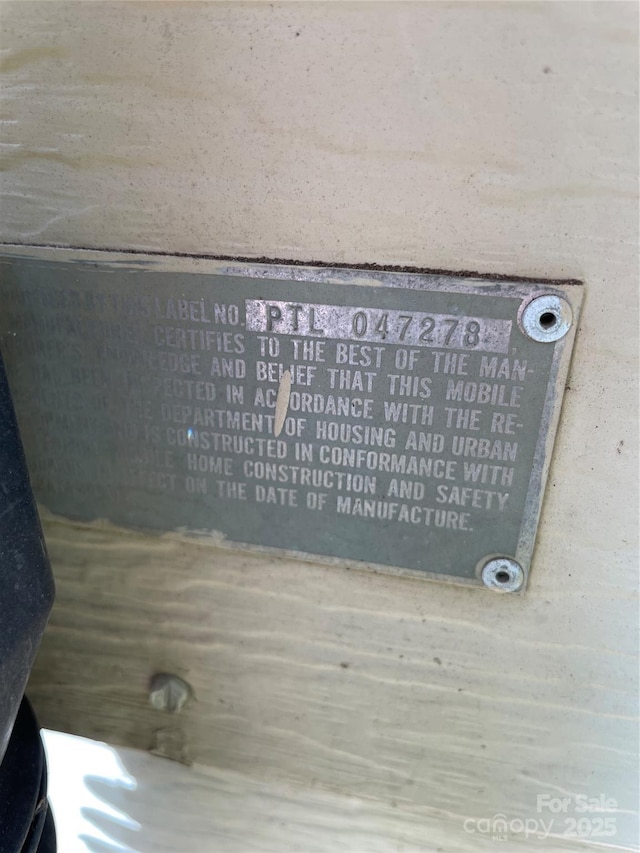 LABEL NO. PTL 047278
CERTIFIES TO THE BEST OF THE MAN-
AND BELIEF THAT THIS MOBILE
IN ACCORDANCE WITH THE RE-
DEPARTMENT OF HOUSING AND URBAN
IS CONSTRUCTED IN CONFORMANCE WITH
HOME CONSTRUCTION AND SAFETY
ON THE DATE OF MANUFACTURE.
For Sale
canopy 2025
MLS